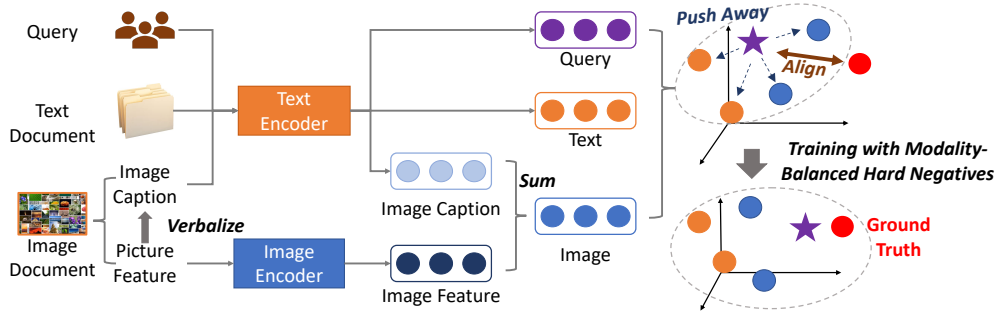 Query
Text
Document
Image
Document
Image
Caption
Verbalize
Picture
Feature
Text
Encoder
Image
Encoder
Query
Text
Image Caption
Sum
Image
Image Feature
Push Away
Align
Training with Modality-
Balanced Hard Negatives
Ground
Truth